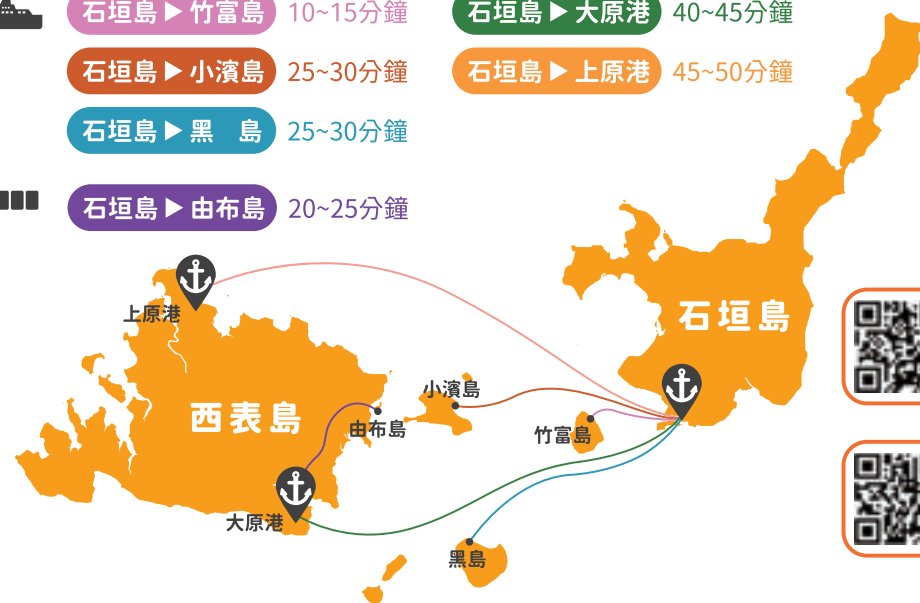 石垣島▶竹富島 10~15分鐘
石垣島▶大原港 40~45分鐘
石垣島▶小濱島 25~30分鐘
石垣島▶上原港 45~50分鐘
石垣島▶黑　島 25~30分鐘
石垣島▶由布島 20~25分鐘
上原港
石垣島
小濱島
西表島
由布島
竹富島
大原港
黑島